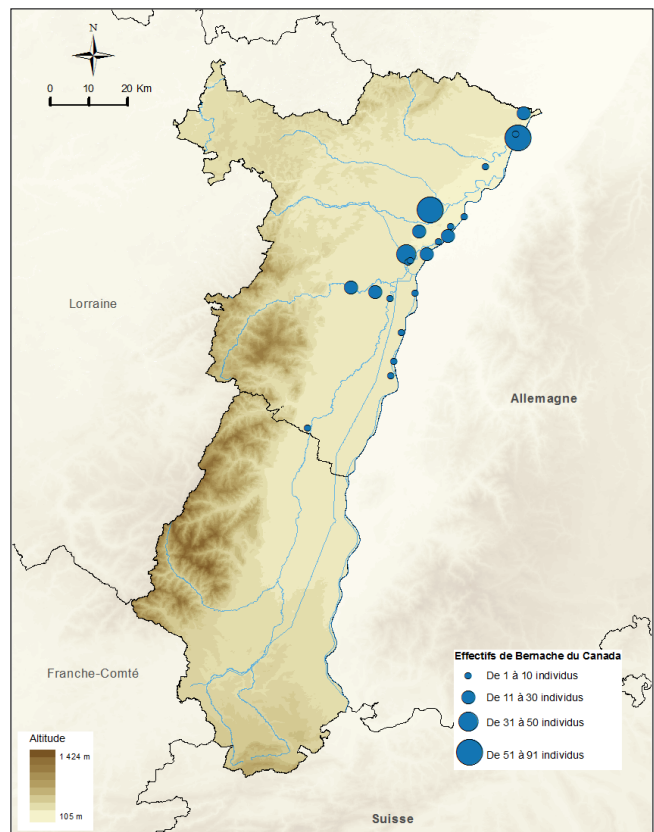 N
0 10 20 Km
Lorraine
Allemagne
Franche-Comté
Suisse
Effectifs de Bernache du Canada
De 1 à 10 individus
De 11 à 30 individus
De 31 à 50 individus
De 51 à 91 individus
Altitude
1 424 m
105 m